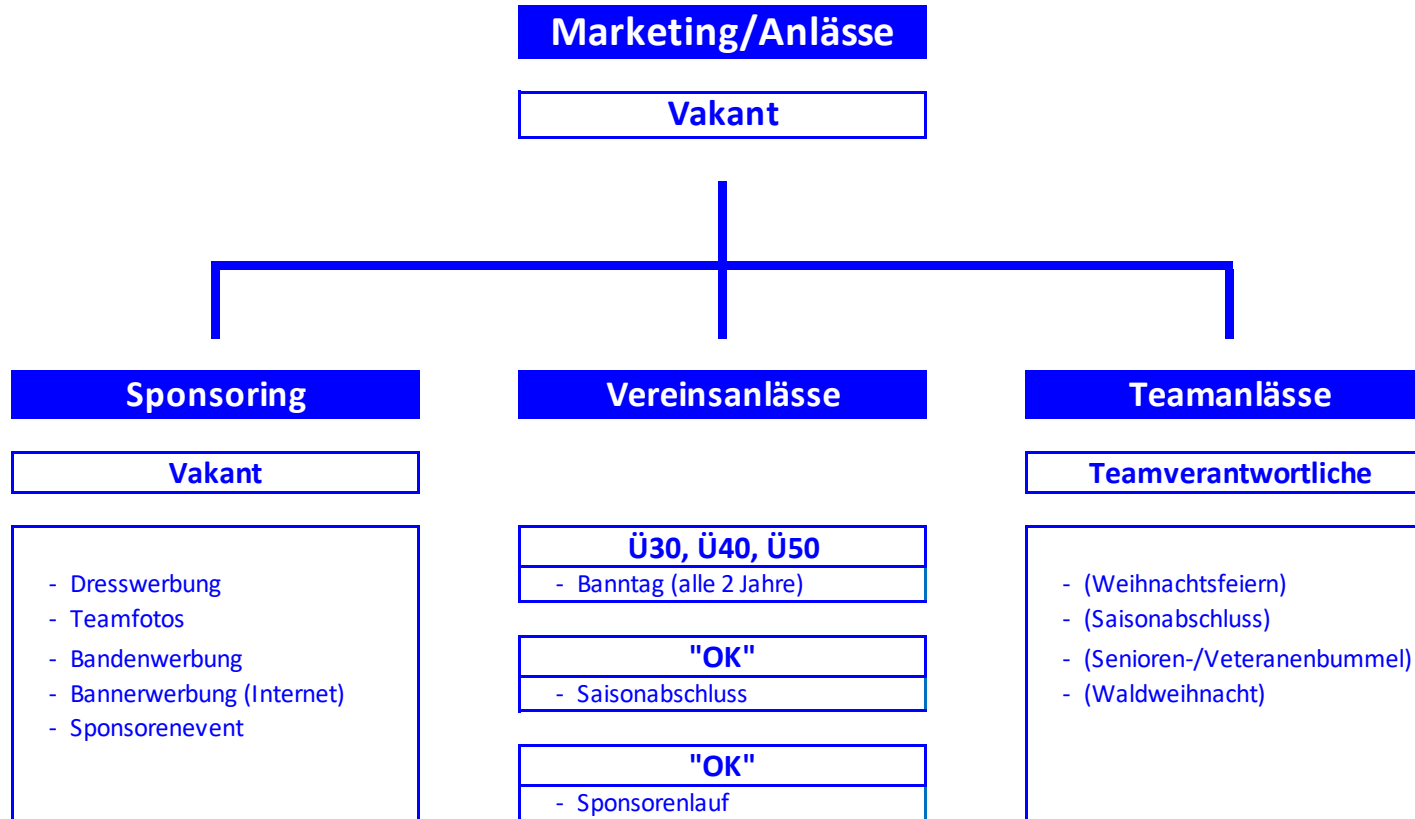 Marketing/Anlässe
Vakant
Sponsoring
Vakant
- Dresswerbung
- Teamfotos
- Bandenwerbung
- Bannerwerbung (Internet)
- Sponsorenevent
Vereinsanlässe
Ü30, Ü40, Ü50
- Banntag (alle 2 Jahre)
"OK"
- Saisonabschluss
"OK"
- Sponsorenlauf
Teamanlässe
Teamverantwortliche
- (Weihnachtsfeiern)
- (Saisonabschluss)
- (Senioren-/Veteranenbummel)
- (Waldweihnacht)